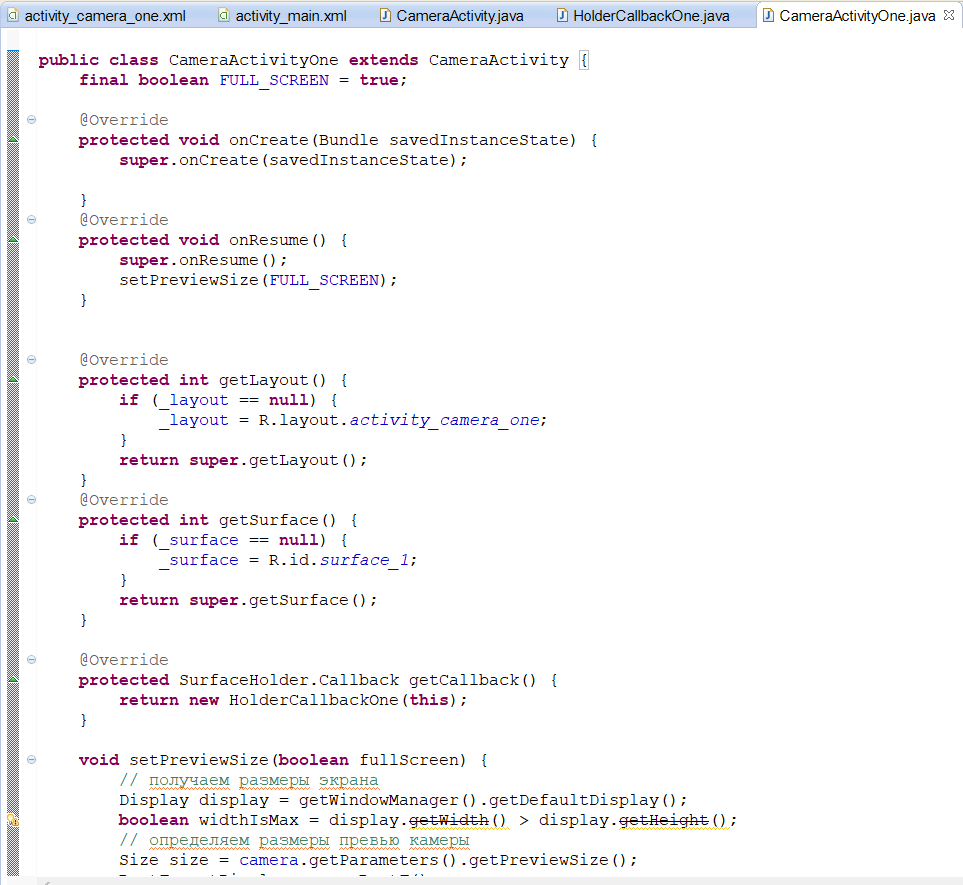 activity_camera_one.xml activity_main.xml CameraActivity.java HolderCallbackOne.java CameraActivityOne.java
public class CameraActivityOne extends CameraActivity {
final boolean FULL_SCREEN = true;
@Override
protected void onCreate(Bundle savedInstanceState) {
super.onCreate(savedInstanceState);
}
@Override
protected void onResume() {
super.onResume();
setPreviewSize(FULL_SCREEN);
}
@Override
protected int getLayout() {
if (_layout == null) {
_layout = R.layout.activity_camera_one;
}
return super.getLayout();
}
@Override
protected int getSurface() {
if (_surface == null) {
_surface = R.id.surface_1;
}
return super.getSurface();
}
@Override
protected SurfaceHolder.Callback getCallback() {
return new HolderCallbackOne(this);
}
void setPreviewSize(boolean fullScreen) {
// получаем размеры экрана
Display display = getWindowManager().getDefaultDisplay();
boolean widthIsMax = display.getWidth() > display.getHeight();
// определяем размеры превью камеры
Size size = camera.getParameters().getPreviewSize();